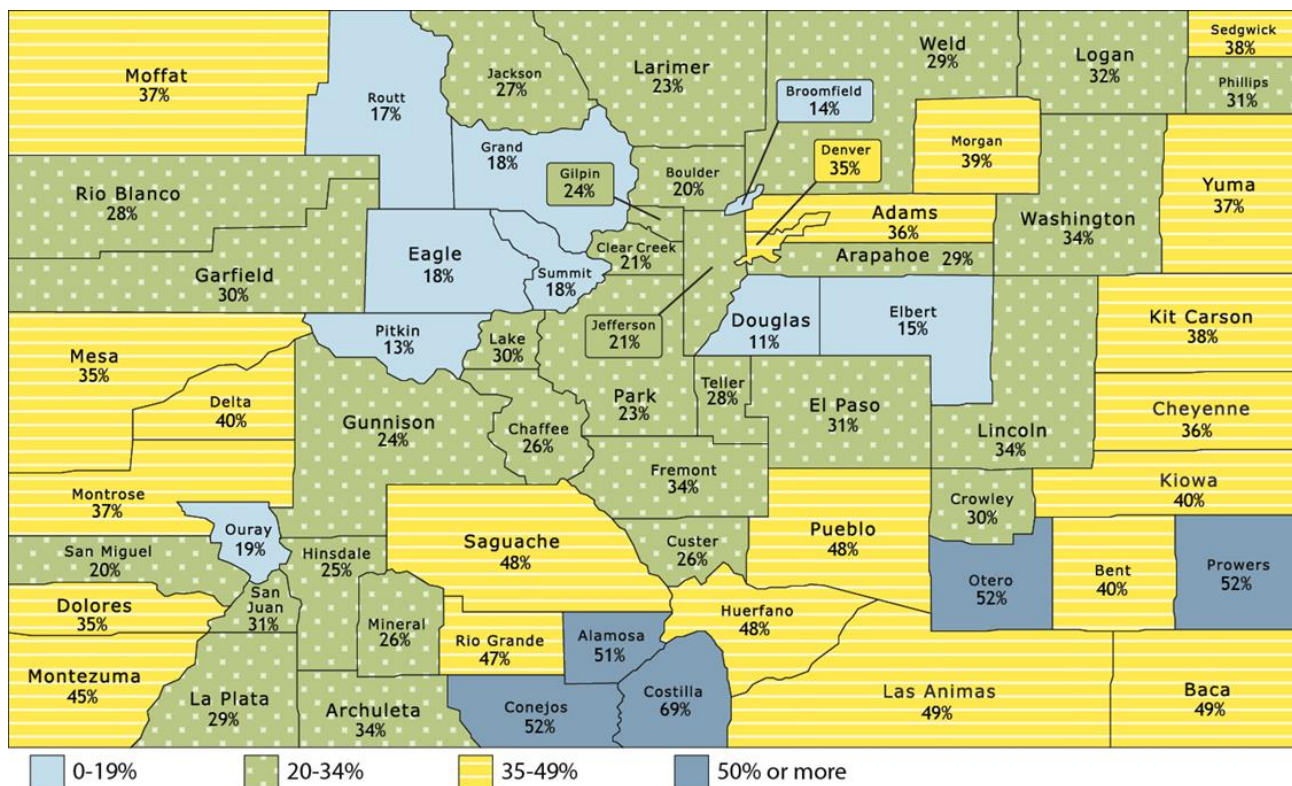 Moffat
37%
Routt
17%
Jackson
27%
Larimer
23%
Weld
29%
Logan
32%
Sedgwick
38%
Phillips
31%
Broomfield
14%
Grand
18%
Gilpin
24%
Boulder
20%
Denver
35%
Morgan
39%
Yuma
37%
Rio Blanco
28%
Garfield
30%
Eagle
18%
Summit
18%
Clear Creek
21%
Adams
36%
Arapahoe 29%
Washington
34%
Mesa
35%
Pitkin
13%
Lake
30%
Jefferson
21%
Douglas
11%
Elbert
15%
Kit Carson
38%
Delta
40%
Gunnison
24%
Chaffee
26%
Park
23%
Teller
28%
El Paso
31%
Lincoln
34%
Cheyenne
36%
Montrose
37%
Fremont
34%
Kiowa
40%
Crowley
30%
Ouray
19%
San Miguel
20%
Hinsdale
25%
Saguache
48%
Custer
26%
Pueblo
48%
Otero
52%
Bent
40%
Prowers
52%
Dolores
35%
San
Juan
31%
Mineral
26%
Rio Grande
47%
Alamosa
51%
Huerfano
48%
Montezuma
45%
La Plata
29%
Archuleta
34%
Conejos
52%
Costilla
69%
Las Animas
49%
Baca
49%
0-19%
20-34%
35-49%
50% or more